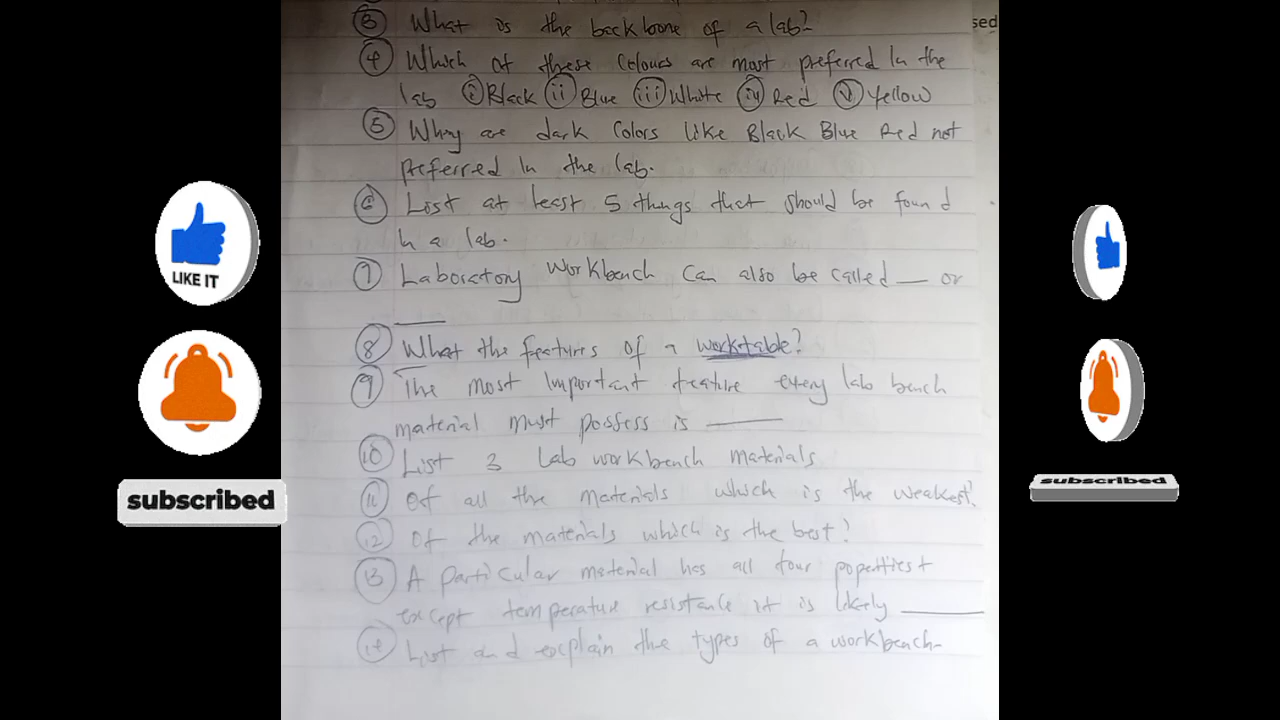 ③ What is the backbone of a lab?
sed
④ Which of these colours are most preferred in the
lab ⓘ Black ⓘⓘ Blue ⓘⓘⓘ White ⓘⓥ Red ⓥ Yellow
⑤ Whay are dark colors like Black Blue Red not
preferred in the lab.
⑥ List at least 5 things that should be found
in a lab.
⑦ Laboratory workbench can also be called __ or
__
⑧ What the features of a worktable?
⑨ The most important feature every lab bench
material must possess is ____
⑩ List 3 Lab workbench materials
⑪ Of all the materials which is the weakest?
⑫ Of the materials which is the best?
⑬ A particular material has all four
except temperature resistance it is likely ____
⑭ List and explain the types of a workbench-
LIKE IT
subscribed
subscribed